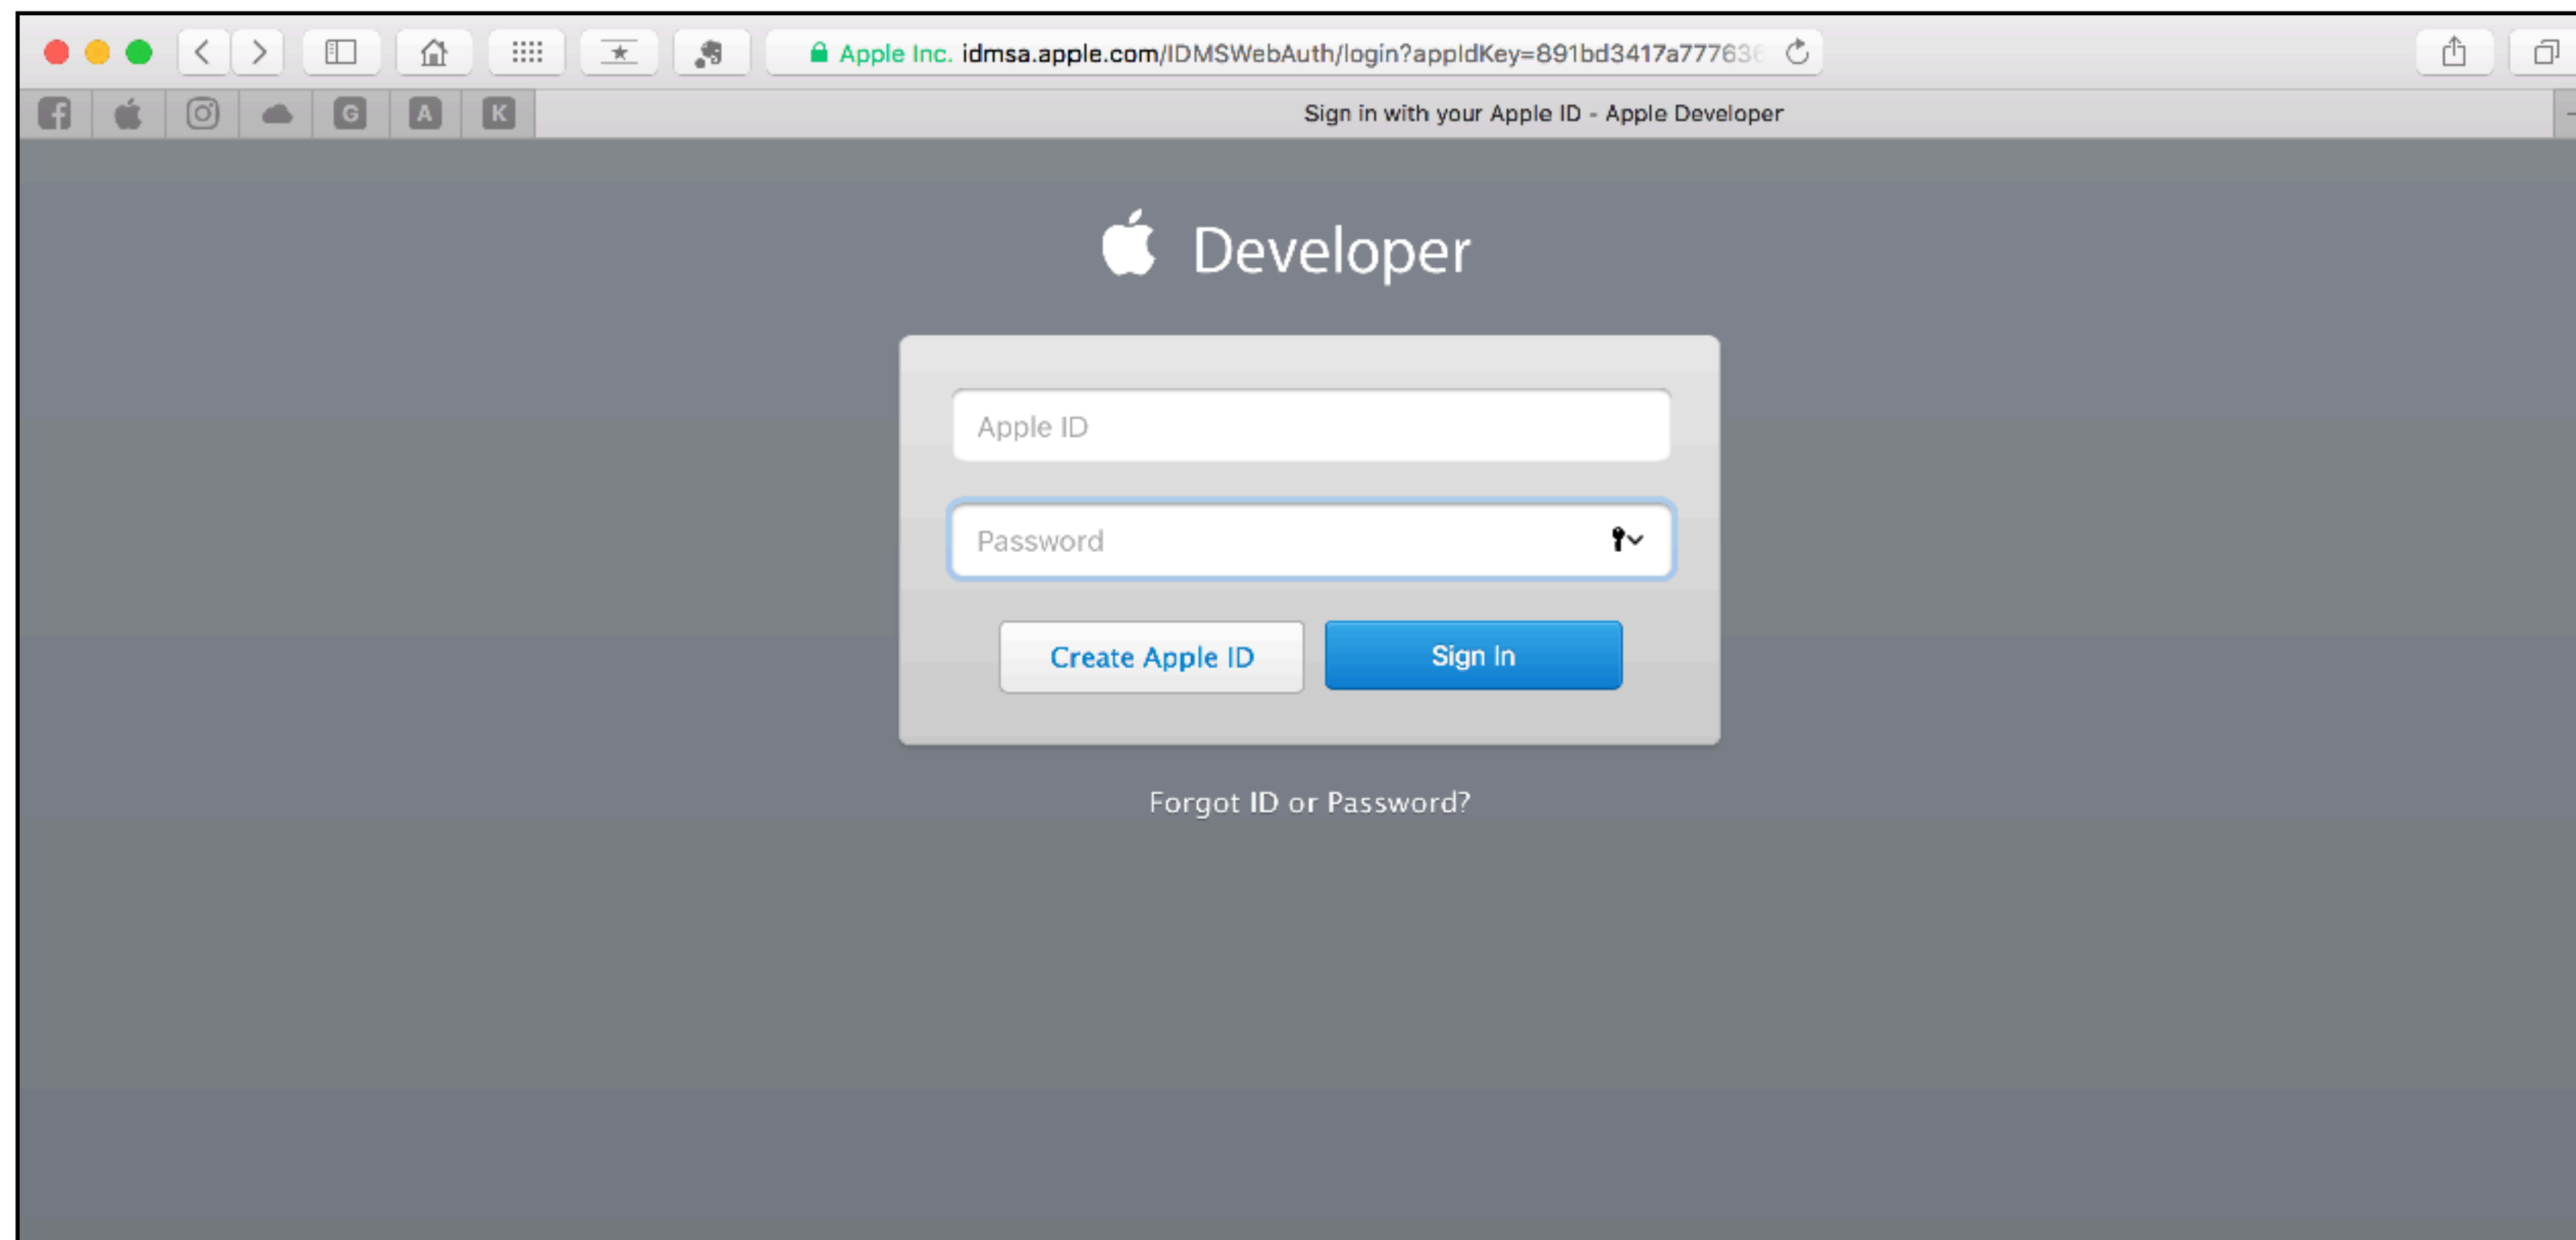 Apple Inc. idmsa.apple.com/IDMSWebAuth/login?appIdKey=891bd3417a777636
G A K
Sign in with your Apple ID - Apple Developer
Developer
Apple ID
Password
Create Apple ID
Sign In
Forgot ID or Password?